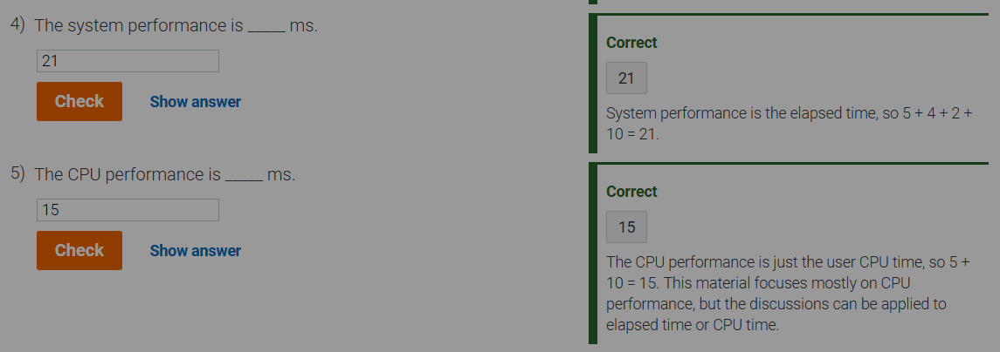 4) The system performance is _____ ms.
21
Check Show answer
Correct
21
System performance is the elapsed time, so 5 + 4 + 2 +
10 = 21.
5) The CPU performance is _____ ms.
15
Check Show answer
Correct
15
The CPU performance is just the user CPU time, so 5 +
10 = 15. This material focuses mostly on CPU
performance, but the discussions can be applied to
elapsed time or CPU time.